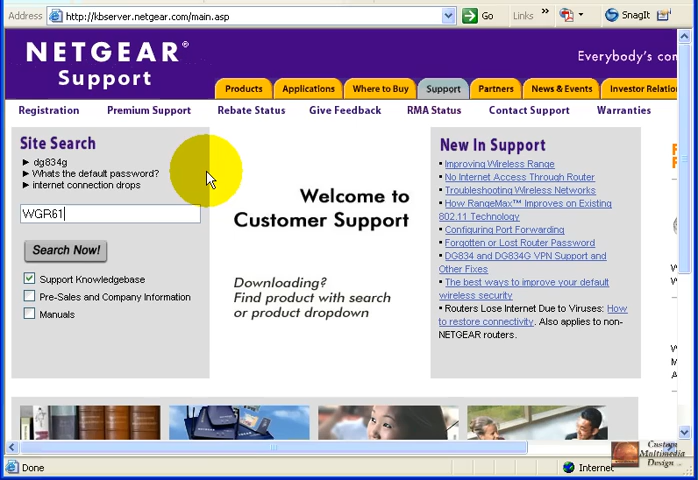 Address http://kbserver.netgear.com/main.asp Go Links » SnagIt
NETGEAR®
Support
Everybody's con
Products Applications Where to Buy Support Partners News & Events Investor Relatio
Registration Premium Support Rebate Status Give Feedback RMA Status Contact Support Warranties
Site Search
dg834g
Whats the default password?
internet connection drops
WGR61
Search Now!
Support Knowledgebase
Pre-Sales and Company Information
Manuals
Welcome to
Customer Support
Downloading?
Find product with search
or product dropdown
New In Support
Improving Wireless Range
No Internet Access Through Router
Troubleshooting Wireless Networks
How RangeMax™ Improves on Existing
802.11 Technology
Configuring Port Forwarding
Forgotten or Lost Router Password
DG834 and DG834G VPN Support and
Other Fixes
The best ways to improve your default
wireless security
Routers Lose Internet Due to Viruses: How
to restore connectivity. Also applies to non-
NETGEAR routers.
Done
Internet
Custom
Multimedia
Design